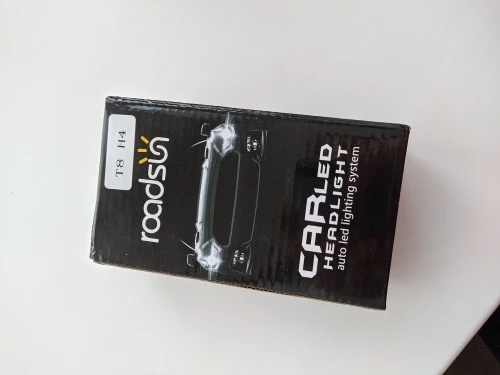 T8 H4
roadsun
CAR LED
HEADLIGHT
auto led lighting system